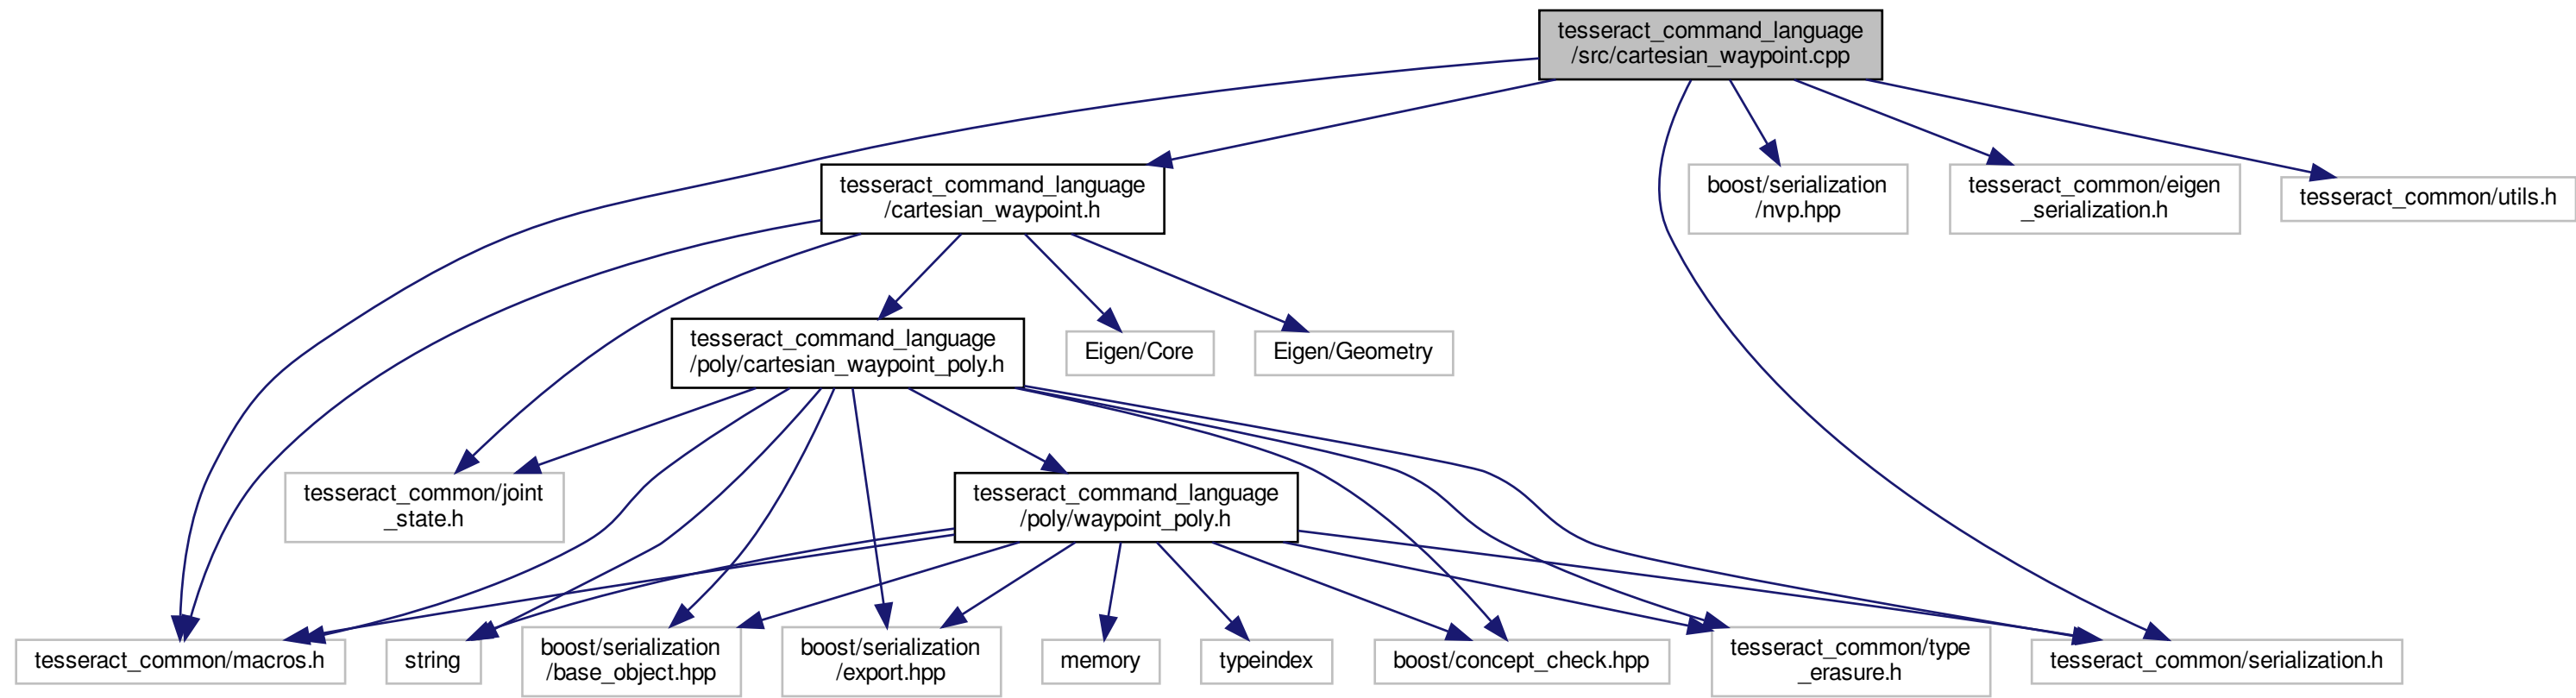 tesseract_command_language
/src/cartesian_waypoint.cpp
tesseract_command_language
/cartesian_waypoint.h
boost/serialization
/nvp.hpp
tesseract_common/eigen
_serialization.h
tesseract_common/utils.h
tesseract_command_language
/poly/cartesian_waypoint_poly.h
Eigen/Core
Eigen/Geometry
tesseract_common/joint
_state.h
tesseract_command_language
/poly/waypoint_poly.h
tesseract_common/macros.h
string
boost/serialization
/base_object.hpp
boost/serialization
/export.hpp
memory
typeindex
boost/concept_check.hpp
tesseract_common/type
_erasure.h
tesseract_common/serialization.h